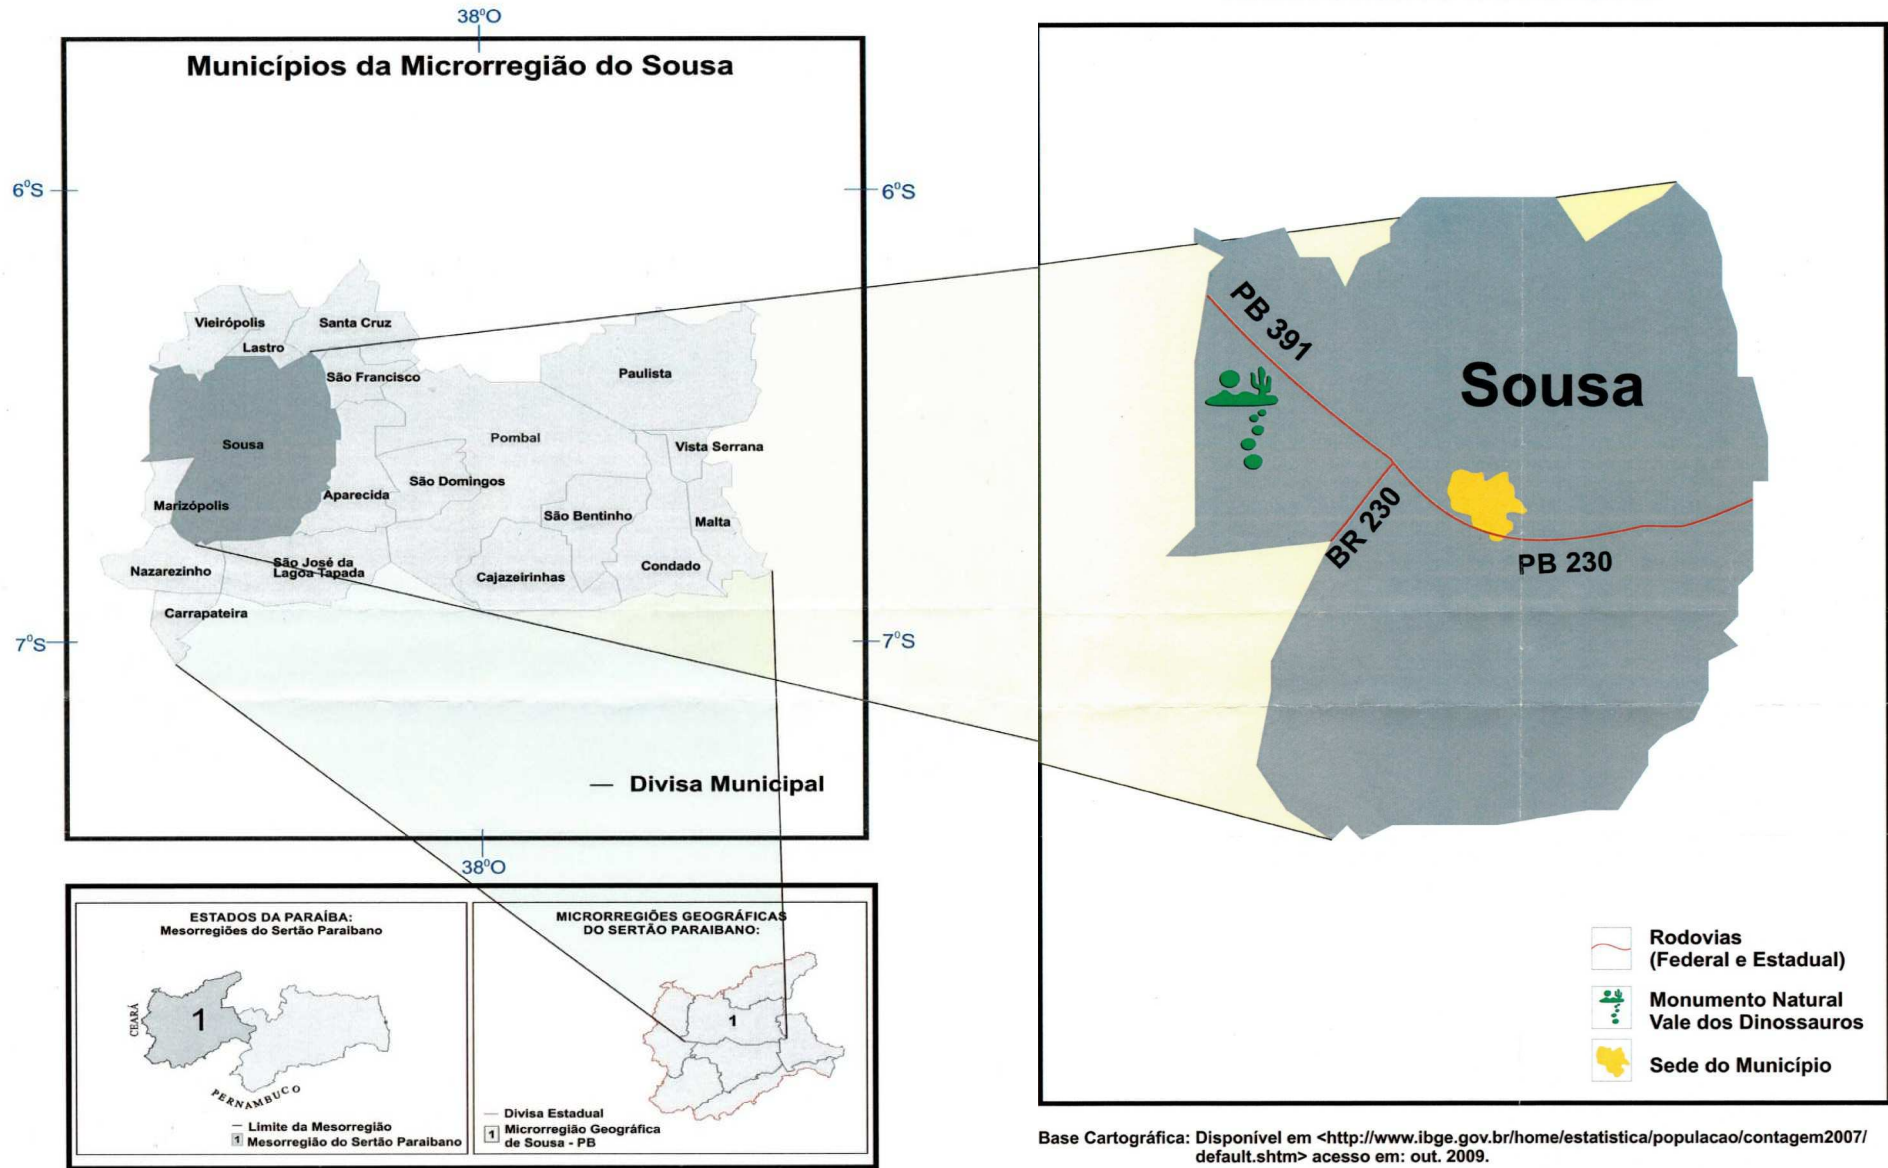 38°O
Municípios da Microrregião do Sousa
6°S
6°S
Vieirópolis
Santa Cruz
Lastro
São Francisco
Paulista
Sousa
Pombal
Vista Serrana
São Domingos
Aparecida
Marizópolis
São Bentinho
Malta
Nazarezinho
São José da
Lagoa Tapada
Cajazeirinhas
Condado
Carrapateira
7°S
7°S
— Divisa Municipal
38°O
PB 391
Sousa
BR 230
PB 230
Rodovias
(Federal e Estadual)
Monumento Natural
Vale dos Dinossauros
Sede do Município
ESTADOS DA PARAÍBA:
Mesorregiões do Sertão Paraibano
CEARÁ
1
PERNAMBUCO
Limite da Mesorregião
1 Mesorregião do Sertão Paraibano
MICRORREGIÕES GEOGRÁFICAS
DO SERTÃO PARAIBANO:
1
Divisa Estadual
1 Microrregião Geográfica
de Sousa - PB
Base Cartográfica: Disponível em <http://www.ibge.gov.br/home/estatistica/populacao/contagem2007/
default.shtm> acesso em: out. 2009.